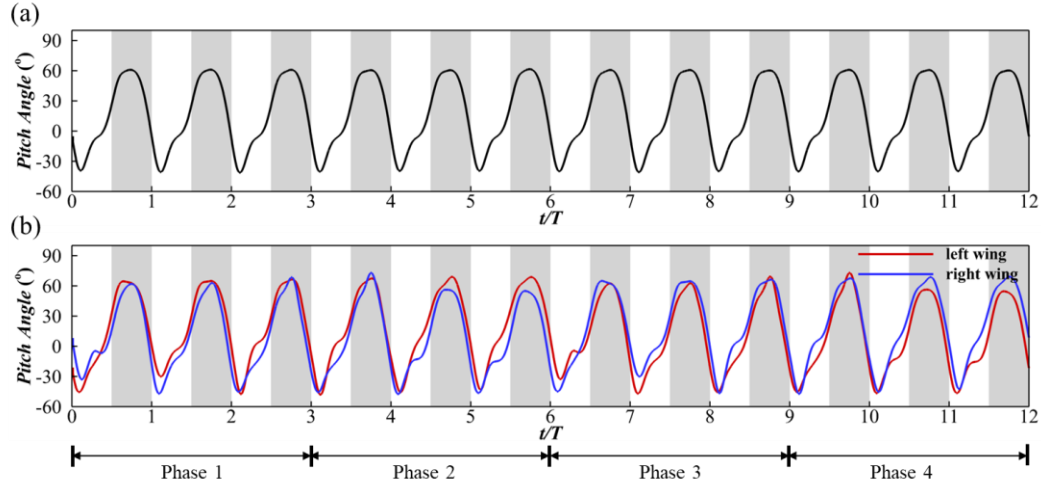 (a)
Pitch Angle (°)
90
60
30
0
-30
-60
0 1 2 3 4 5 6 7 8 9 10 11 12
t/T
(b)
Pitch Angle (°)
90
60
30
0
-30
-60
left wing
right wing
0 1 2 3 4 5 6 7 8 9 10 11 12
t/T
Phase 1 Phase 2 Phase 3 Phase 4